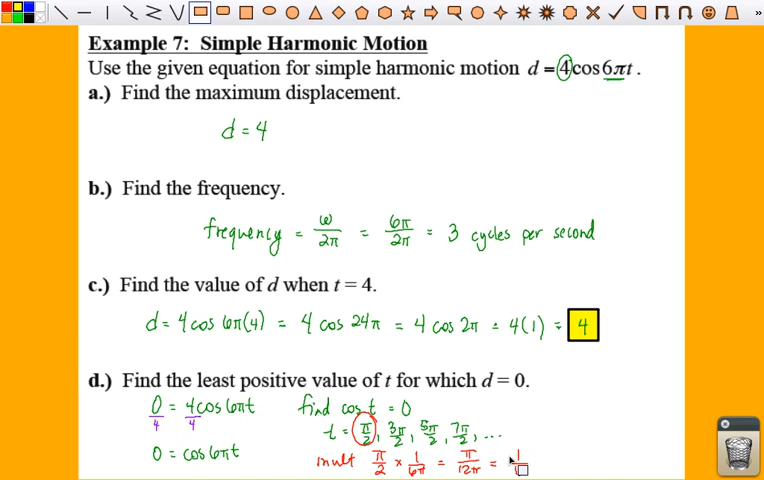 Example 7: Simple Harmonic Motion
Use the given equation for simple harmonic motion d = 4 cos 6πt .
a.) Find the maximum displacement.
d = 4
b.) Find the frequency.
frequency = ω/2π = 6π/2π = 3 cycles per second
c.) Find the value of d when t = 4.
d = 4 cos 6π(4) = 4 cos 24π = 4 cos 2π = 4(1) = 4
d.) Find the least positive value of t for which d = 0.
0/4 = 4cos6πt/4 find cos t = 0
t = π/2, 3π/2, 5π/2, 7π/2, ...
0 = cos6πt
mult π/2 × 1/6π = π/12π = 1/1